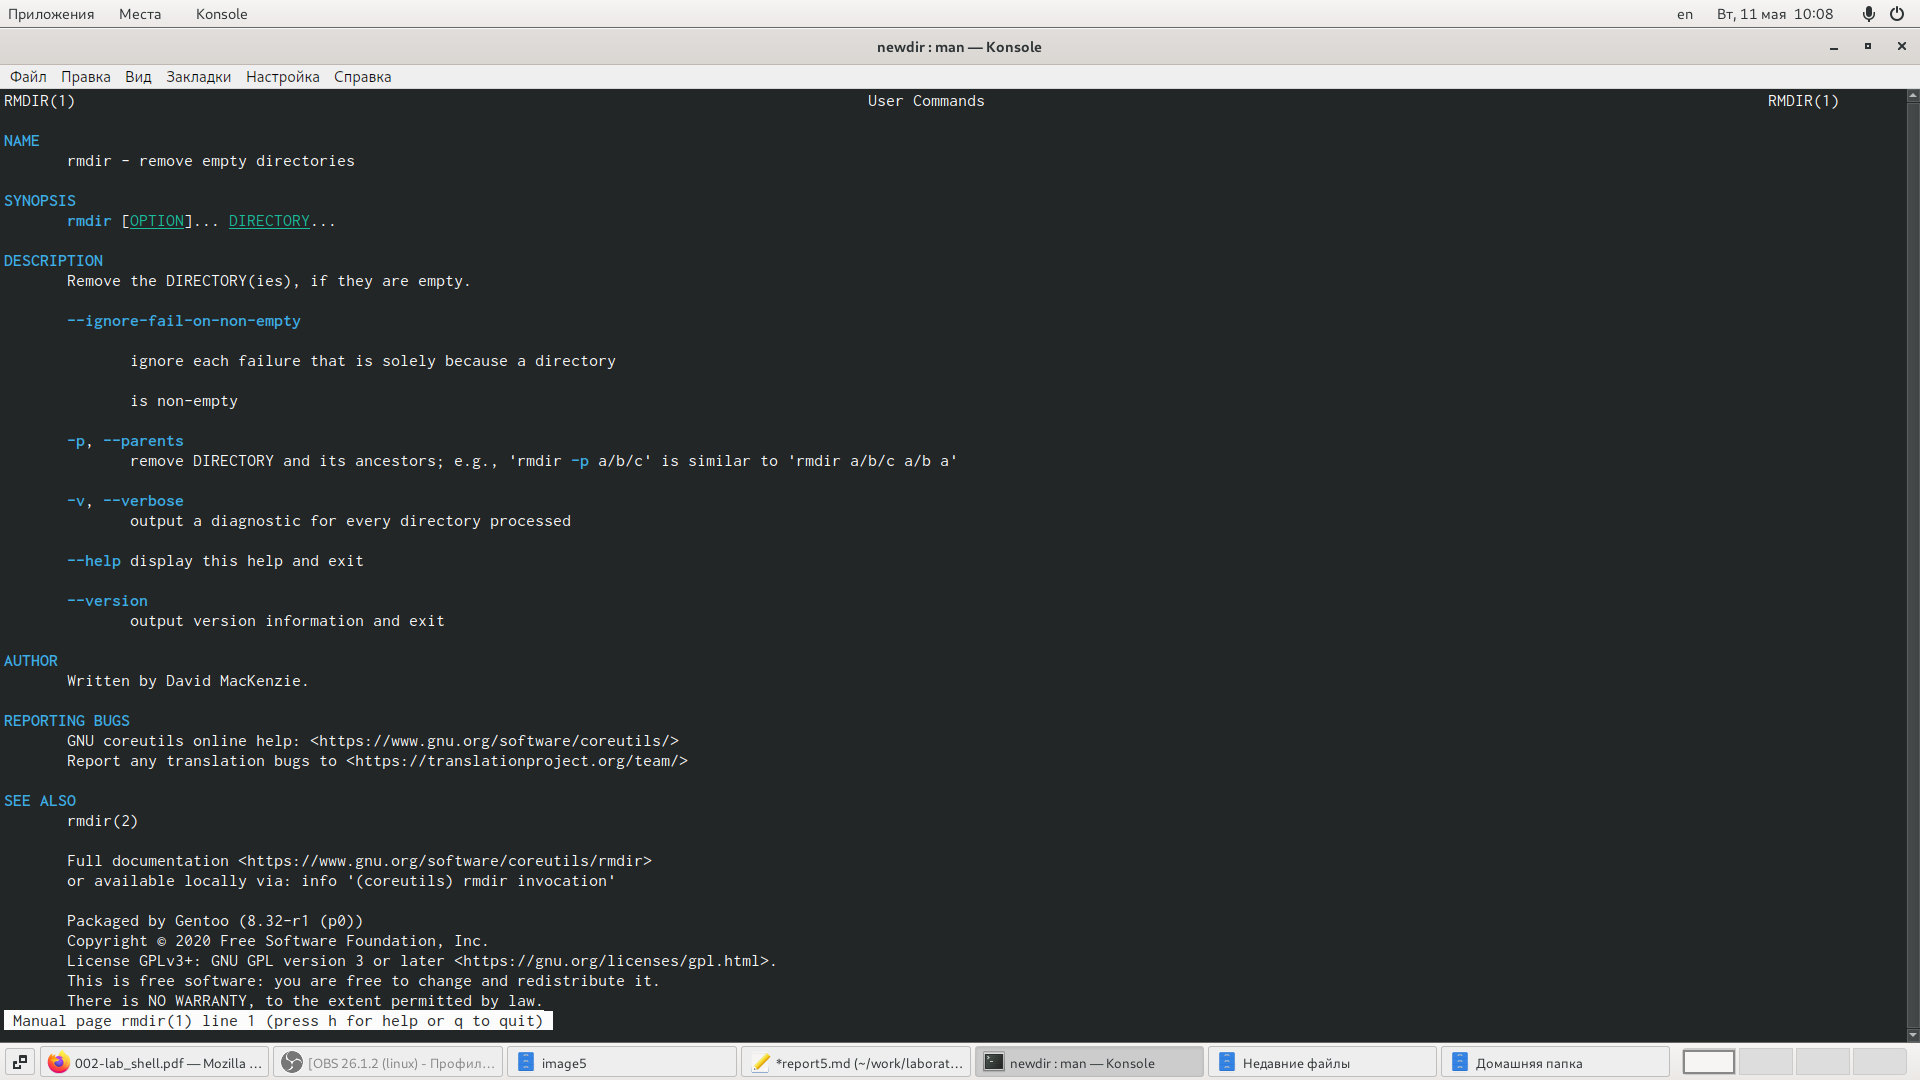 Приложения Места Konsole en Вт, 11 мая 10:08
newdir : man — Konsole
Файл Правка Вид Закладки Настройка Справка
RMDIR(1) User Commands RMDIR(1)
NAME
rmdir - remove empty directories
SYNOPSIS
rmdir [OPTION]... DIRECTORY...
DESCRIPTION
Remove the DIRECTORY(ies), if they are empty.
--ignore-fail-on-non-empty
ignore each failure that is solely because a directory
is non-empty
-p, --parents
remove DIRECTORY and its ancestors; e.g., 'rmdir -p a/b/c' is similar to 'rmdir a/b/c a/b a'
-v, --verbose
output a diagnostic for every directory processed
--help display this help and exit
--version
output version information and exit
AUTHOR
Written by David MacKenzie.
REPORTING BUGS
GNU coreutils online help: <https://www.gnu.org/software/coreutils/>
Report any translation bugs to <https://translationproject.org/team/>
SEE ALSO
rmdir(2)
Full documentation <https://www.gnu.org/software/coreutils/rmdir>
or available locally via: info '(coreutils) rmdir invocation'
Packaged by Gentoo (8.32-r1 (p0))
Copyright © 2020 Free Software Foundation, Inc.
License GPLv3+: GNU GPL version 3 or later <https://gnu.org/licenses/gpl.html>.
This is free software: you are free to change and redistribute it.
There is NO WARRANTY, to the extent permitted by law.
Manual page rmdir(1) line 1 (press h for help or q to quit)
002-lab_shell.pdf — Mozilla ... [OBS 26.1.2 (linux) - Профил... image5 *report5.md (~/work/laborat... newdir : man — Konsole Недавние файлы Домашняя папка